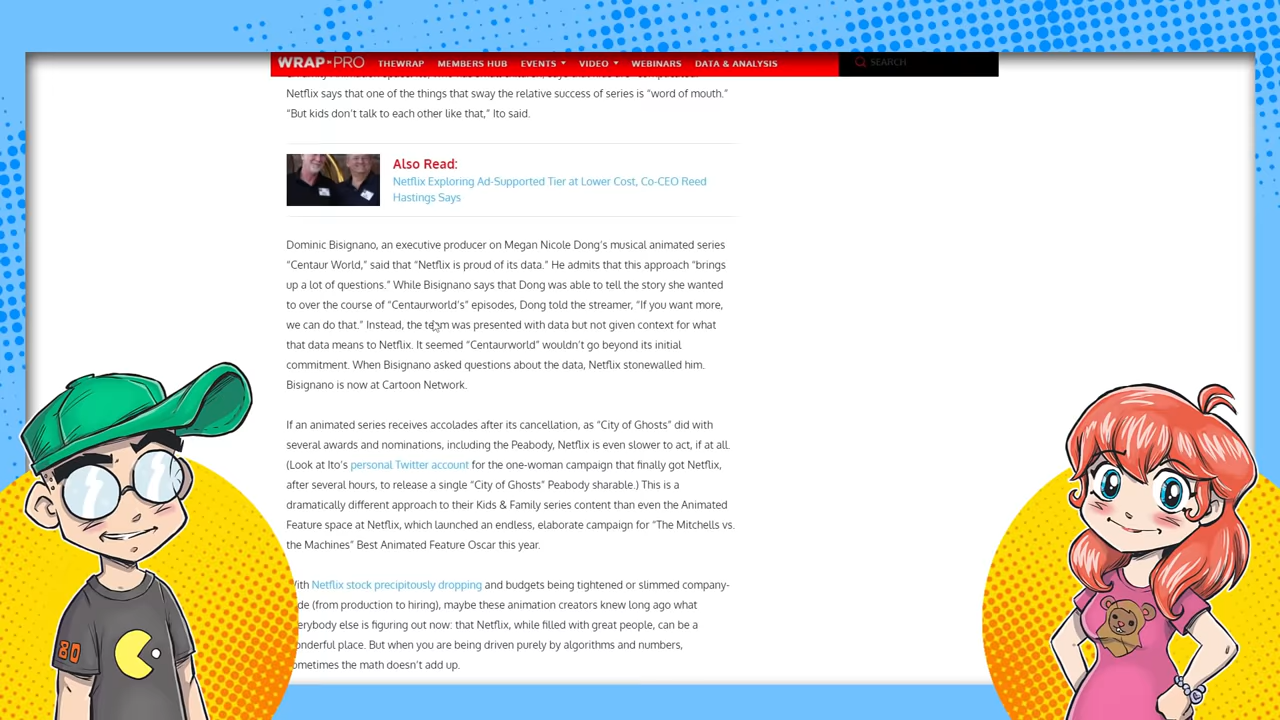 WRAP-PRO THEWRAP MEMBERS HUB EVENTS VIDEO WEBINARS DATA & ANALYSIS SEARCH
Netflix says that one of the things that sway the relative success of series is “word of mouth.”
“But kids don’t talk to each other like that,” Ito said.
Also Read:
Netflix Exploring Ad-Supported Tier at Lower Cost, Co-CEO Reed
Hastings Says
Dominic Bisignano, an executive producer on Megan Nicole Dong’s musical animated series
“Centaur World,” said that “Netflix is proud of its data.” He admits that this approach “brings
up a lot of questions.” While Bisignano says that Dong was able to tell the story she wanted
to over the course of “Centaurworld’s” episodes, Dong told the streamer, “If you want more,
we can do that.” Instead, the team was presented with data but not given context for what
that data means to Netflix. It seemed “Centaurworld” wouldn’t go beyond its initial
commitment. When Bisignano asked questions about the data, Netflix stonewalled him.
Bisignano is now at Cartoon Network.
If an animated series receives accolades after its cancellation, as “City of Ghosts” did with
several awards and nominations, including the Peabody, Netflix is even slower to act, if at all.
(Look at Ito’s personal Twitter account for the one-woman campaign that finally got Netflix,
after several hours, to release a single “City of Ghosts” Peabody sharable.) This is a
dramatically different approach to their Kids & Family series content than even the Animated
Feature space at Netflix, which launched an endless, elaborate campaign for “The Mitchells vs.
the Machines” Best Animated Feature Oscar this year.
With Netflix stock precipitously dropping and budgets being tightened or slimmed company-
(from production to hiring), maybe these animation creators knew long ago what
everybody else is figuring out now: that Netflix, while filled with great people, can be a
wonderful place. But when you are being driven purely by algorithms and numbers,
sometimes the math doesn’t add up.
80